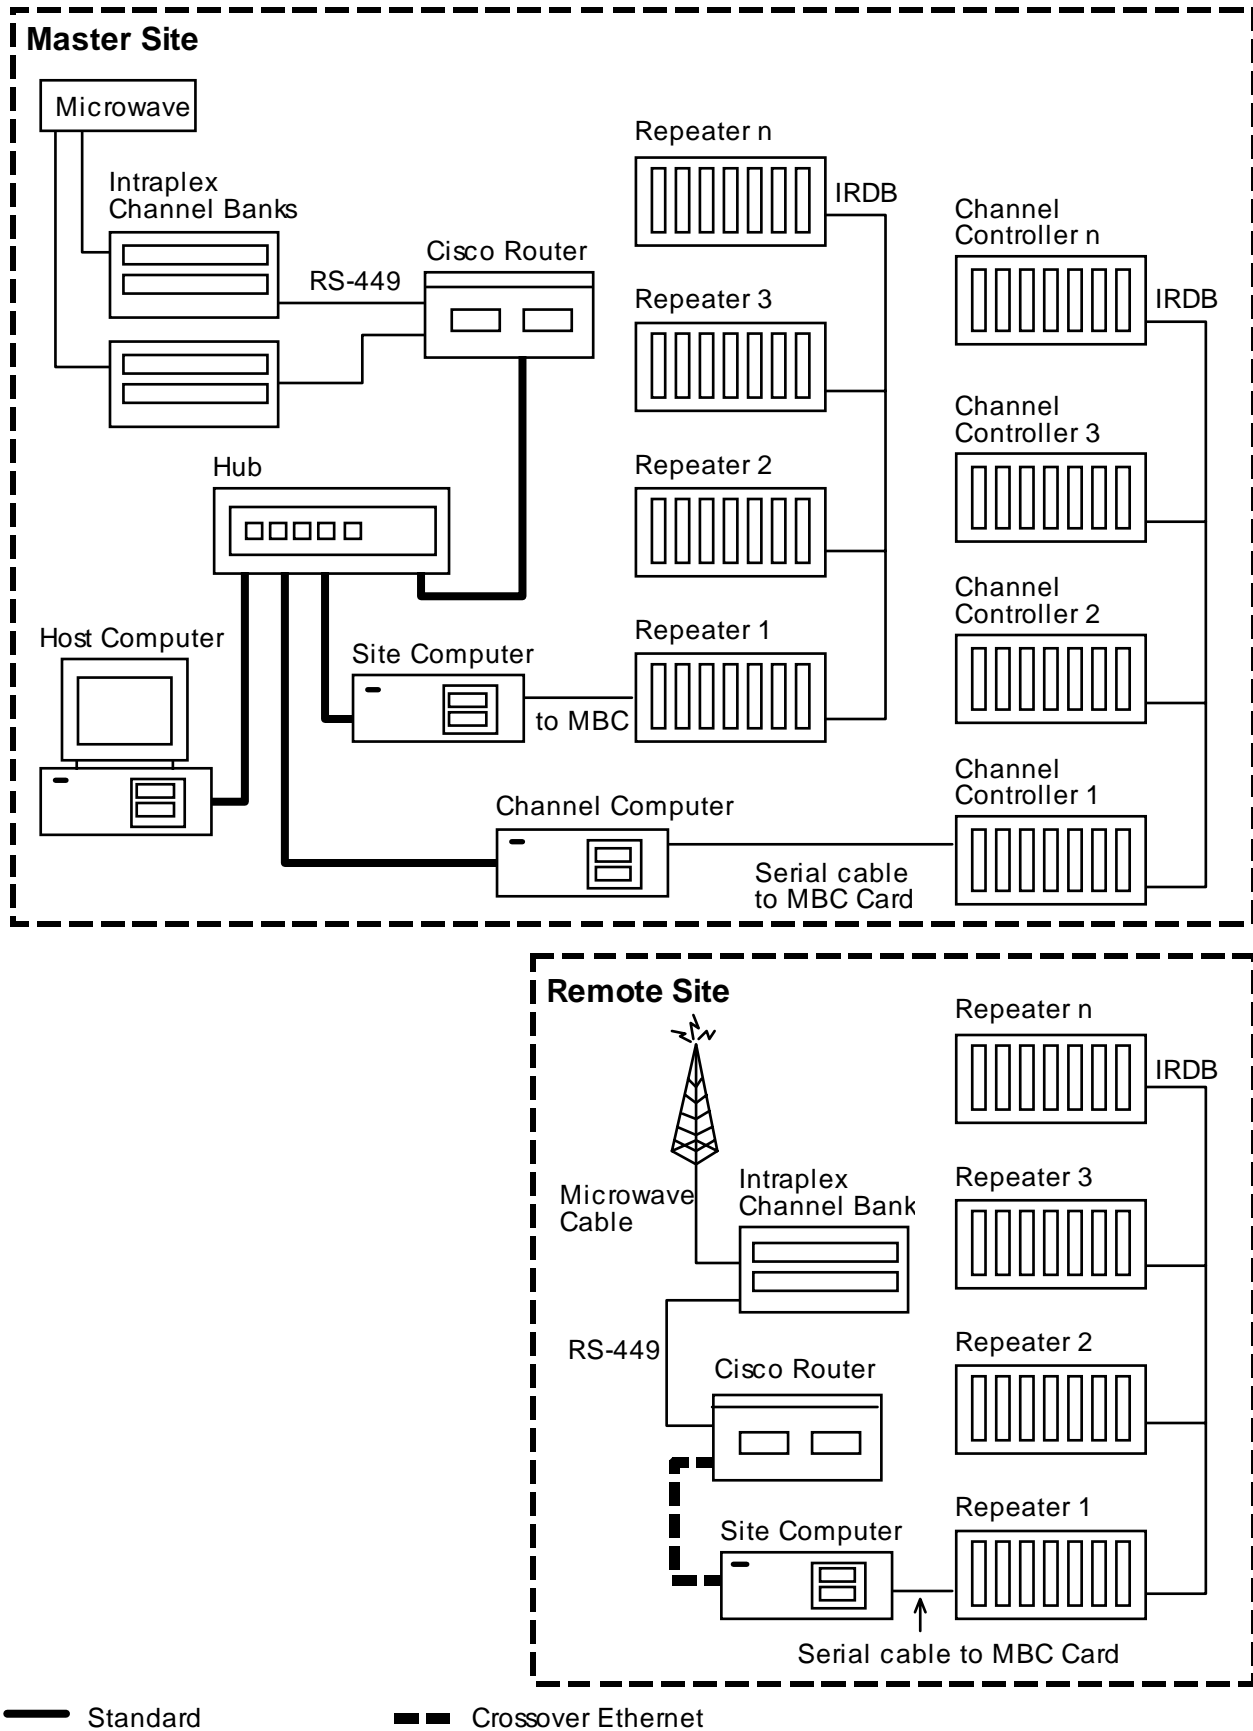 Master Site
Microwave
Intraplex
Channel Banks
RS-449
Cisco Router
Repeater n
IRDB
Channel
Controller n
IRDB
Repeater 3
Channel
Controller 3
Hub
Repeater 2
Channel
Controller 2
Host Computer
Site Computer
to MBC
Repeater 1
Channel
Controller 1
Channel Computer
Serial cable
to MBC Card
Remote Site
Repeater n
IRDB
Microwave
Cable
Intraplex
Channel Bank
Repeater 3
RS-449
Cisco Router
Repeater 2
Site Computer
Repeater 1
Serial cable to MBC Card
Standard
Crossover Ethernet